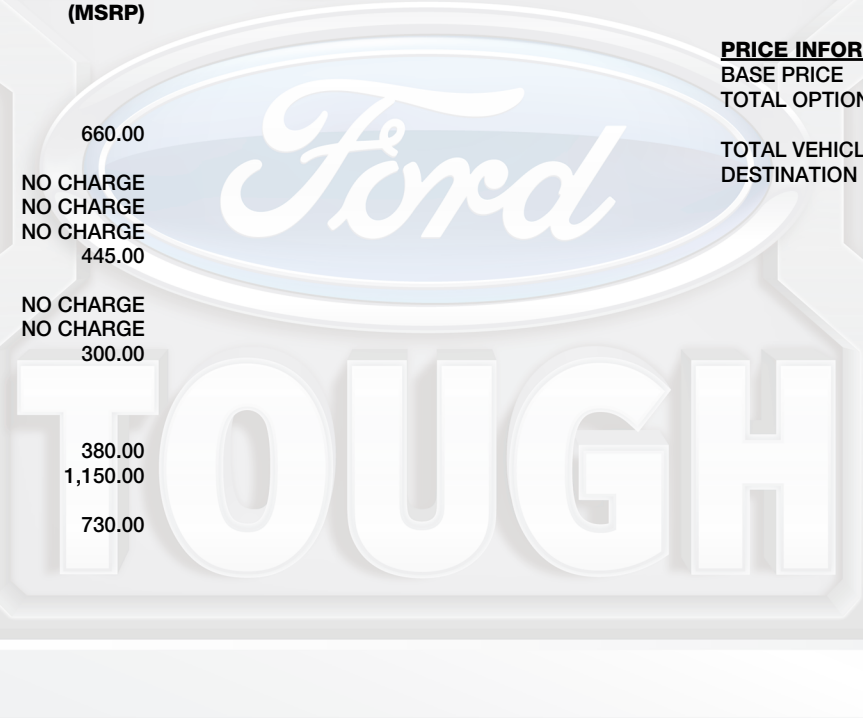 (MSRP)
660.00
NO CHARGE
NO CHARGE
NO CHARGE
445.00
NO CHARGE
NO CHARGE
300.00
380.00
1,150.00
730.00
PRICE INFOR
BASE PRICE
TOTAL OPTION
TOTAL VEHICL
DESTINATION
Ford
TOUGH